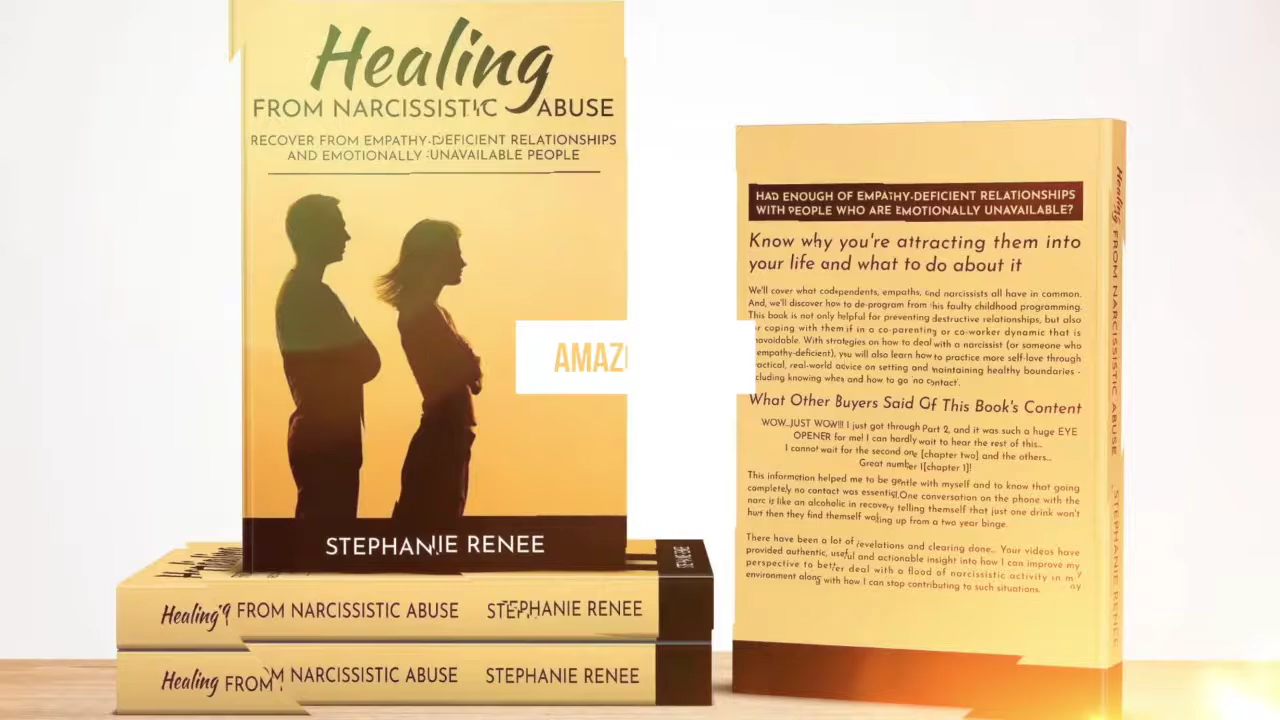 Healing
FROM NARCISSISTIC ABUSE
RECOVER FROM EMPATHY-DEFICIENT RELATIONSHIPS
AND EMOTIONALLY UNAVAILABLE PEOPLE
STEPHANIE RENEE
Healing FROM NARCISSISTIC ABUSE STEPHANIE RENEE
Healing FROM NARCISSISTIC ABUSE STEPHANIE RENEE
AMAZ
HAD ENOUGH OF EMPATHY-DEFICIENT RELATIONSHIPS
WITH PEOPLE WHO ARE EMOTIONALLY UNAVAILABLE?
Know why you're attracting them into
your life and what to do about it
We'll cover what codependents, empaths, and narcissists all have in common.
And, we'll discover how to de-program from this faulty childhood programming.
This book is not only helpful for preventing destructive relationships, but also
coping with them if in a co-parenting or co-worker dynamic that is
unavoidable. With strategies on how to deal with a narcissist (or someone who
empathy-deficient), you will also learn how to practice more self-love through
practical, real-world advice on setting and maintaining healthy boundaries -
including knowing when and how to go 'no contact'.
What Other Buyers Said Of This Book's Content
WOW...JUST WOW!!! I just got through Part 2, and it was such a huge EYE
OPENER for me! I can hardly wait to hear the rest of this...
I cannot wait for the second one [chapter two] and the others...
Great number 1[chapter 1]!
This information helped me to be gentle with myself and to know that going
completely no contact was essential. One conversation on the phone with the
narc is like an alcoholic in recovery telling themself that just one drink won't
hurt then they find themself waking up from a two year binge.
There have been a lot of revelations and clearing done... Your videos have
provided authentic, useful and actionable insight into how I can improve my
perspective to better deal with a flood of narcissistic activity in my
environment along with how I can stop contributing to such situations.
Healing FROM NARCISSISTIC ABUSE STEPHANIE RENEE